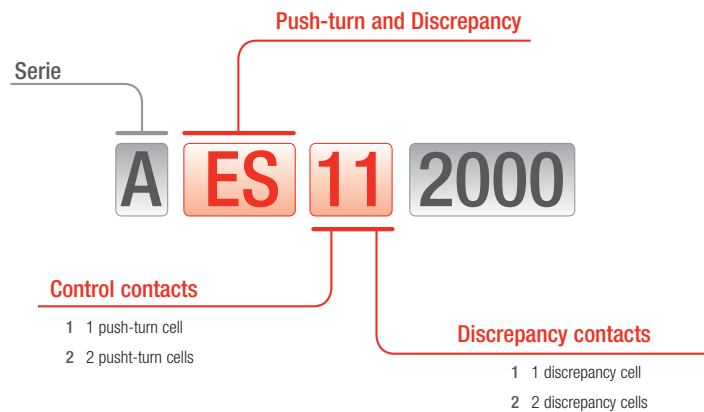 Push-turn and Discrepancy
Serie
A ES 11 2000
Control contacts
1 1 push-turn cell
2 2 pusht-turn cells
Discrepancy contacts
1 1 discrepancy cell
2 2 discrepancy cells